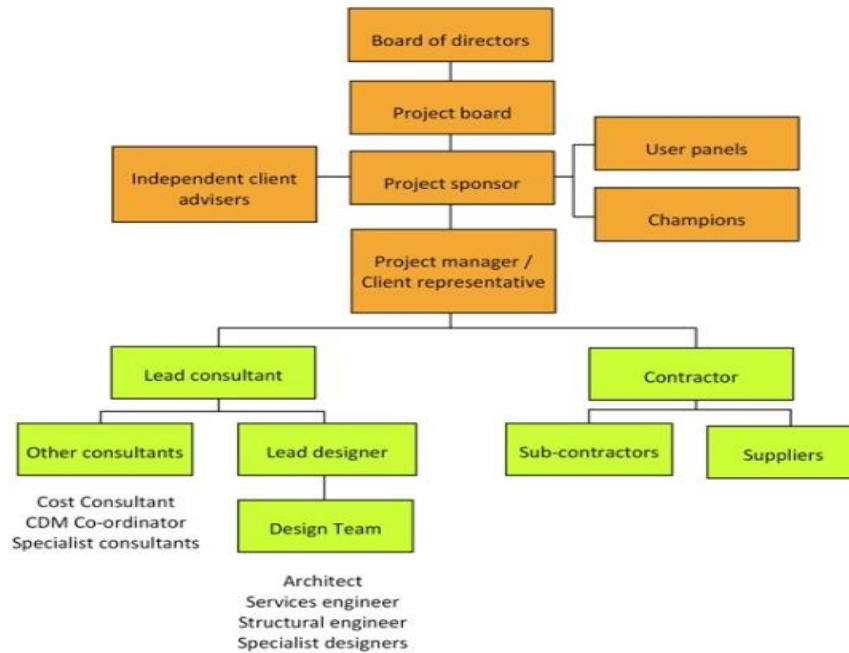 Board of directors
Project board
Independent client
advisers
Project sponsor
User panels
Champions
Project manager /
Client representative
Lead consultant
Contractor
Other consultants
Lead designer
Sub-contractors
Suppliers
Cost Consultant
CDM Co-ordinator
Specialist consultants
Design Team
Architect
Services engineer
Structural engineer
Specialist designers